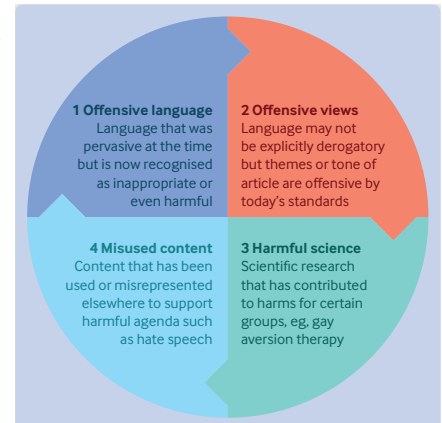 1 Offensive language
Language that was
pervasive at the time
but is now recognised
as inappropriate or
even harmful
2 Offensive views
Language may not
be explicitly derogatory
but themes or tone of
article are offensive by
today's standards
3 Harmful science
Scientific research
that has contributed
to harms for certain
groups, eg, gay
aversion therapy
4 Misused content
Content that has been
used or misrepresented
elsewhere to support
harmful agenda such
as hate speech